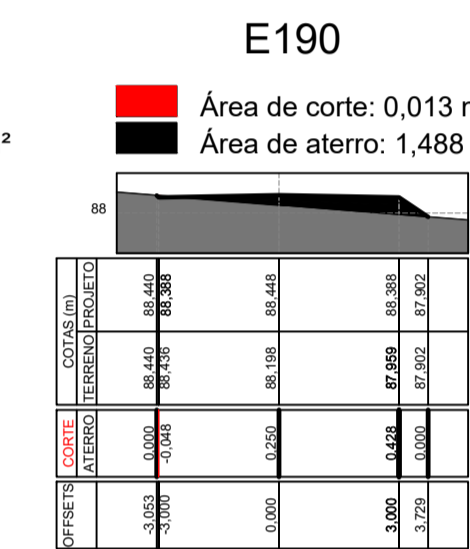 E190
Área de corte: 0,013
Área de aterro: 1,488
²
88
COTAS (m)
PROJETO
88,440 88,388 88,448 88,388 87,902
TERRENO
88,440 88,436 88,198 87,959 87,902
CORTE
ATERRO
0,000 -0,048 0,250 0,428 0,000
OFFSETS
-3,053 -3,000 0,000 3,000 3,729